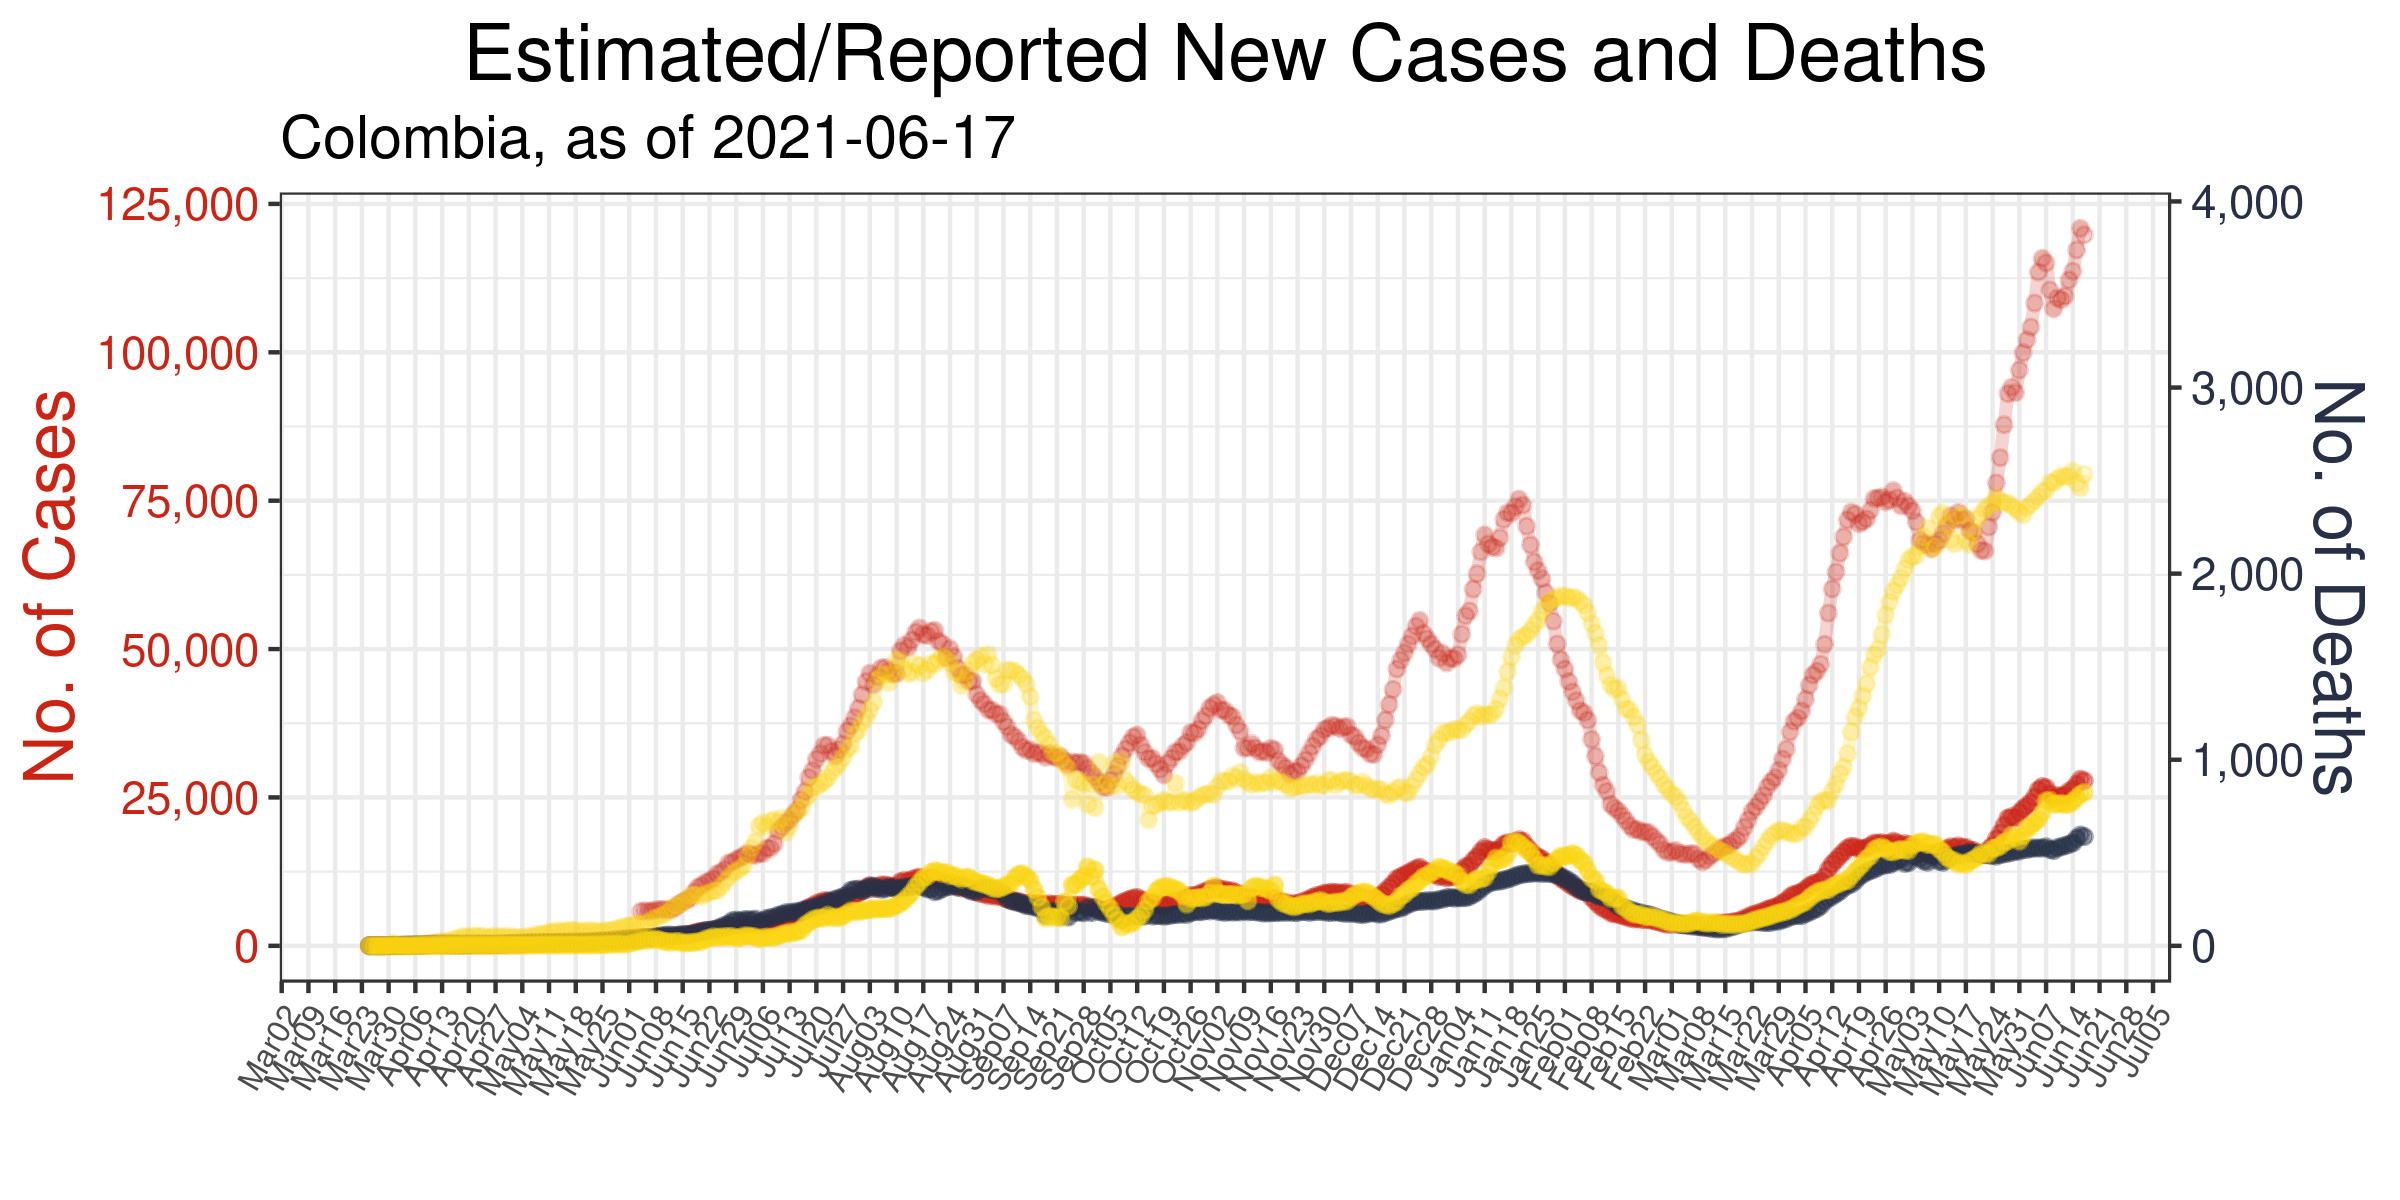 Estimated/Reported New Cases and Deaths
Colombia, as of 2021-06-17
No. of Cases
125,000
100,000
75,000
50,000
25,000
0
4,000
3,000
2,000
1,000
0
No. of Deaths
Mar02
Mar09
Mar16
Mar23
Mar30
Apr06
Apr13
Apr20
Apr27
May04
May11
May18
May25
Jun01
Jun08
Jun15
Jun22
Jun29
Jul06
Jul13
Jul20
Jul27
Aug03
Aug10
Aug17
Aug24
Aug31
Sep07
Sep14
Sep21
Sep28
Oct05
Oct12
Oct19
Oct26
Nov02
Nov09
Nov16
Nov23
Nov30
Dec07
Dec14
Dec21
Dec28
Jan04
Jan11
Jan18
Jan25
Feb01
Feb08
Feb15
Feb22
Mar01
Mar08
Mar15
Mar22
Mar29
Apr05
Apr12
Apr19
Apr26
May03
May10
May17
May24
May31
Jun07
Jun14
Jun21
Jun28
Jul05